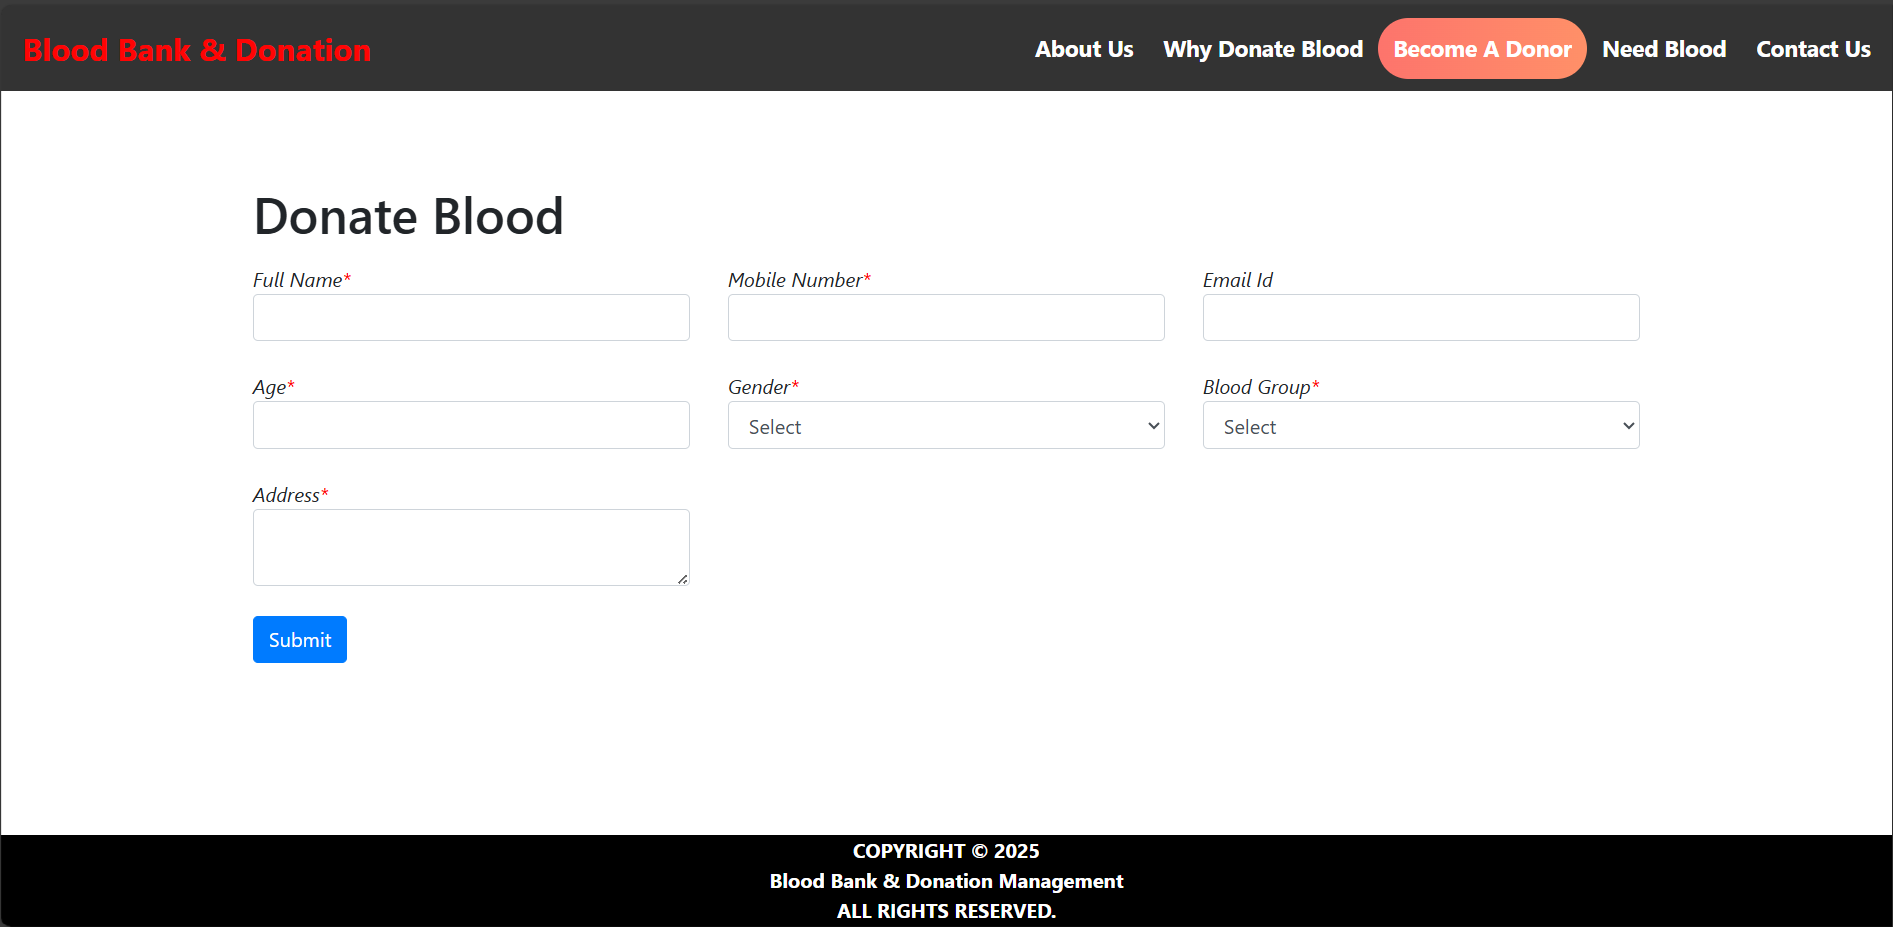 Blood Bank & Donation
About Us Why Donate Blood Become A Donor Need Blood Contact Us
Donate Blood
Full Name* Mobile Number* Email Id
Age* Gender* Blood Group*
Select Select
Address*
Submit
COPYRIGHT © 2025
Blood Bank & Donation Management
ALL RIGHTS RESERVED.